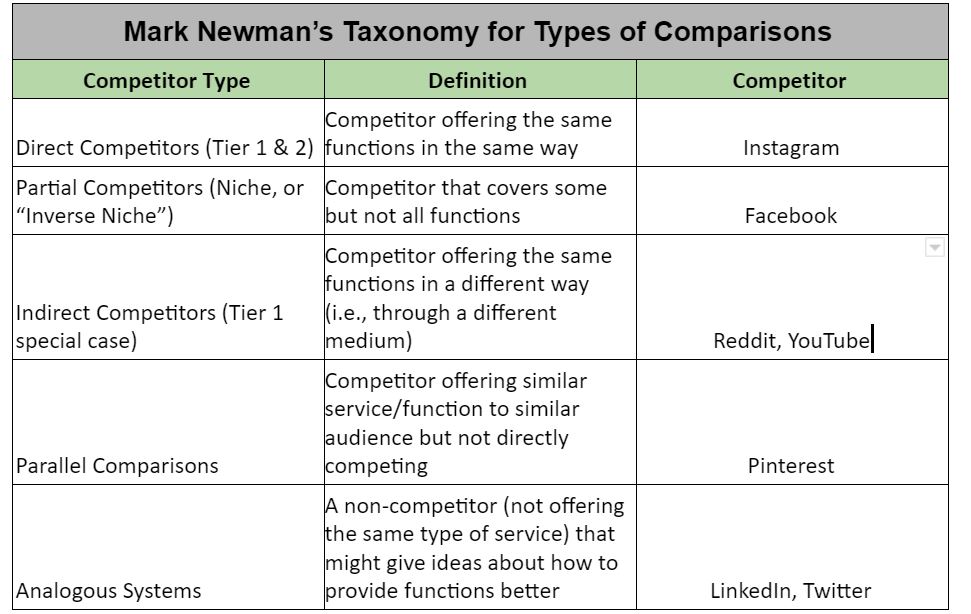 Mark Newman’s Taxonomy for Types of Comparisons
Competitor Type
Definition
Competitor
Direct Competitors (Tier 1 & 2)
Competitor offering the same
functions in the same way
Instagram
Partial Competitors (Niche, or
“Inverse Niche”)
Competitor that covers some
but not all functions
Facebook
Indirect Competitors (Tier 1
special case)
Competitor offering the same
functions in a different way
(i.e., through a different
medium)
Reddit, YouTube
Parallel Comparisons
Competitor offering similar
service/function to similar
audience but not directly
competing
Pinterest
Analogous Systems
A non-competitor (not offering
the same type of service) that
might give ideas about how to
provide functions better
LinkedIn, Twitter